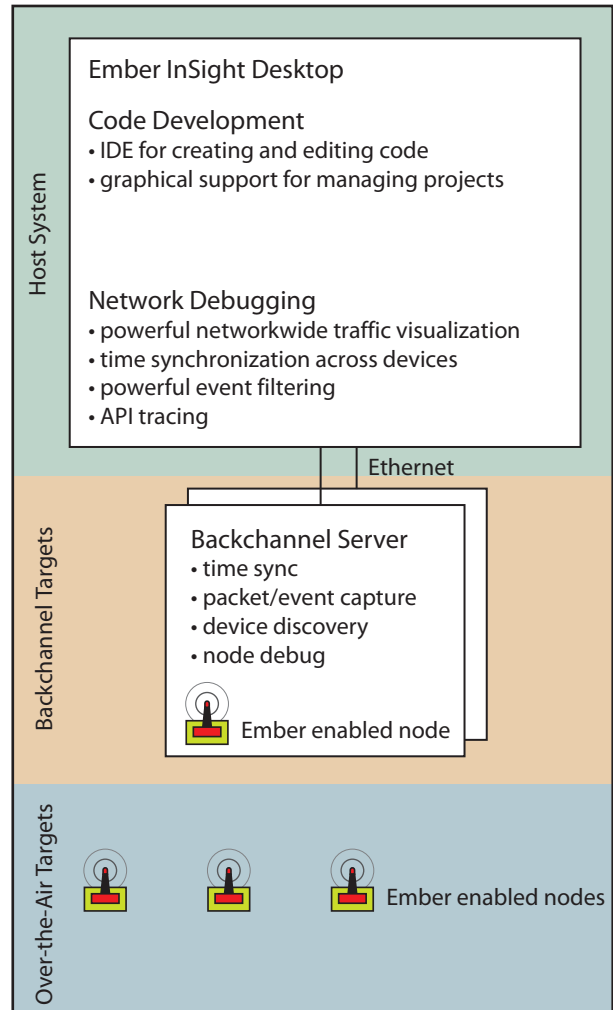 Host System
Ember InSight Desktop
Code Development
• IDE for creating and editing code
• graphical support for managing projects
Network Debugging
• powerful networkwide traffic visualization
• time synchronization across devices
• powerful event filtering
• API tracing
Ethernet
Backchannel Targets
Backchannel Server
• time sync
• packet/event capture
• device discovery
• node debug
Ember enabled node
Over-the-Air Targets
Ember enabled nodes